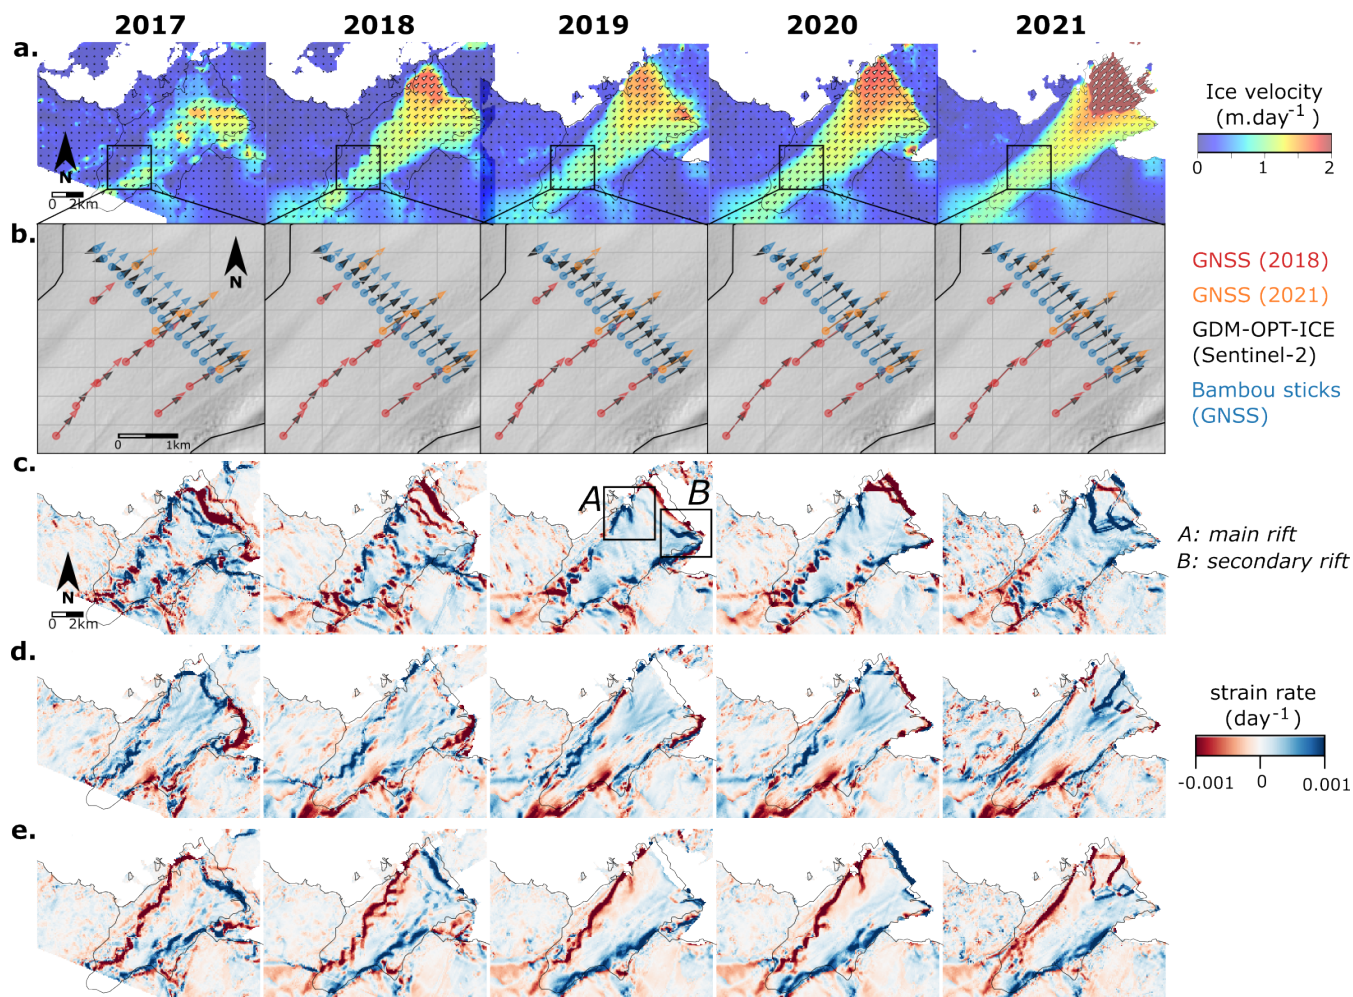 2017 2018 2019 2020 2021
a.
Ice velocity
(m.day-1)
0 1 2
N
0 2km
b.
N
GNSS (2018)
GNSS (2021)
GDM-OPT-ICE
(Sentinel-2)
Bambou sticks
(GNSS)
0 1km
c.
A B
A: main rift
B: secondary rift
N
0 2km
d.
strain rate
(day-1)
-0.001 0 0.001
e.